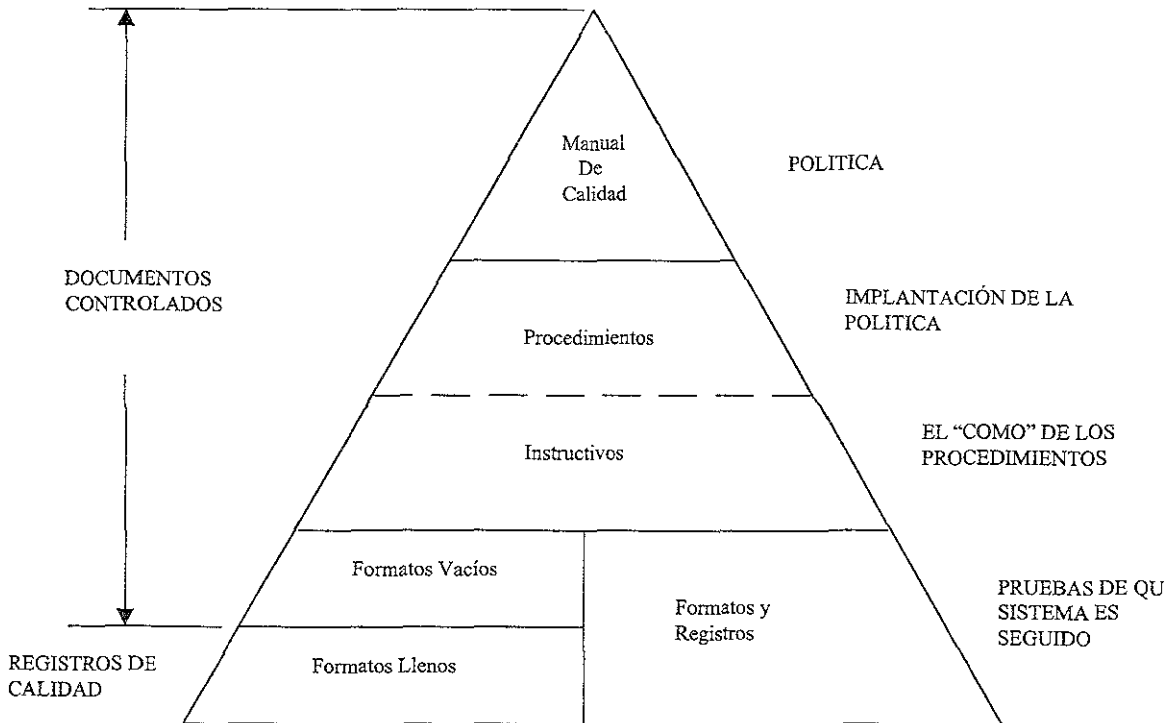 Manual
De
Calidad
POLITICA
DOCUMENTOS
CONTROLADOS
IMPLANTACIÓN DE LA
POLITICA
Procedimientos
EL “COMO” DE LOS
PROCEDIMIENTOS
Instructivos
Formatos Vacíos
Formatos y
Registros
PRUEBAS DE QU
SISTEMA ES
SEGUIDO
REGISTROS DE
CALIDAD
Formatos Llenos